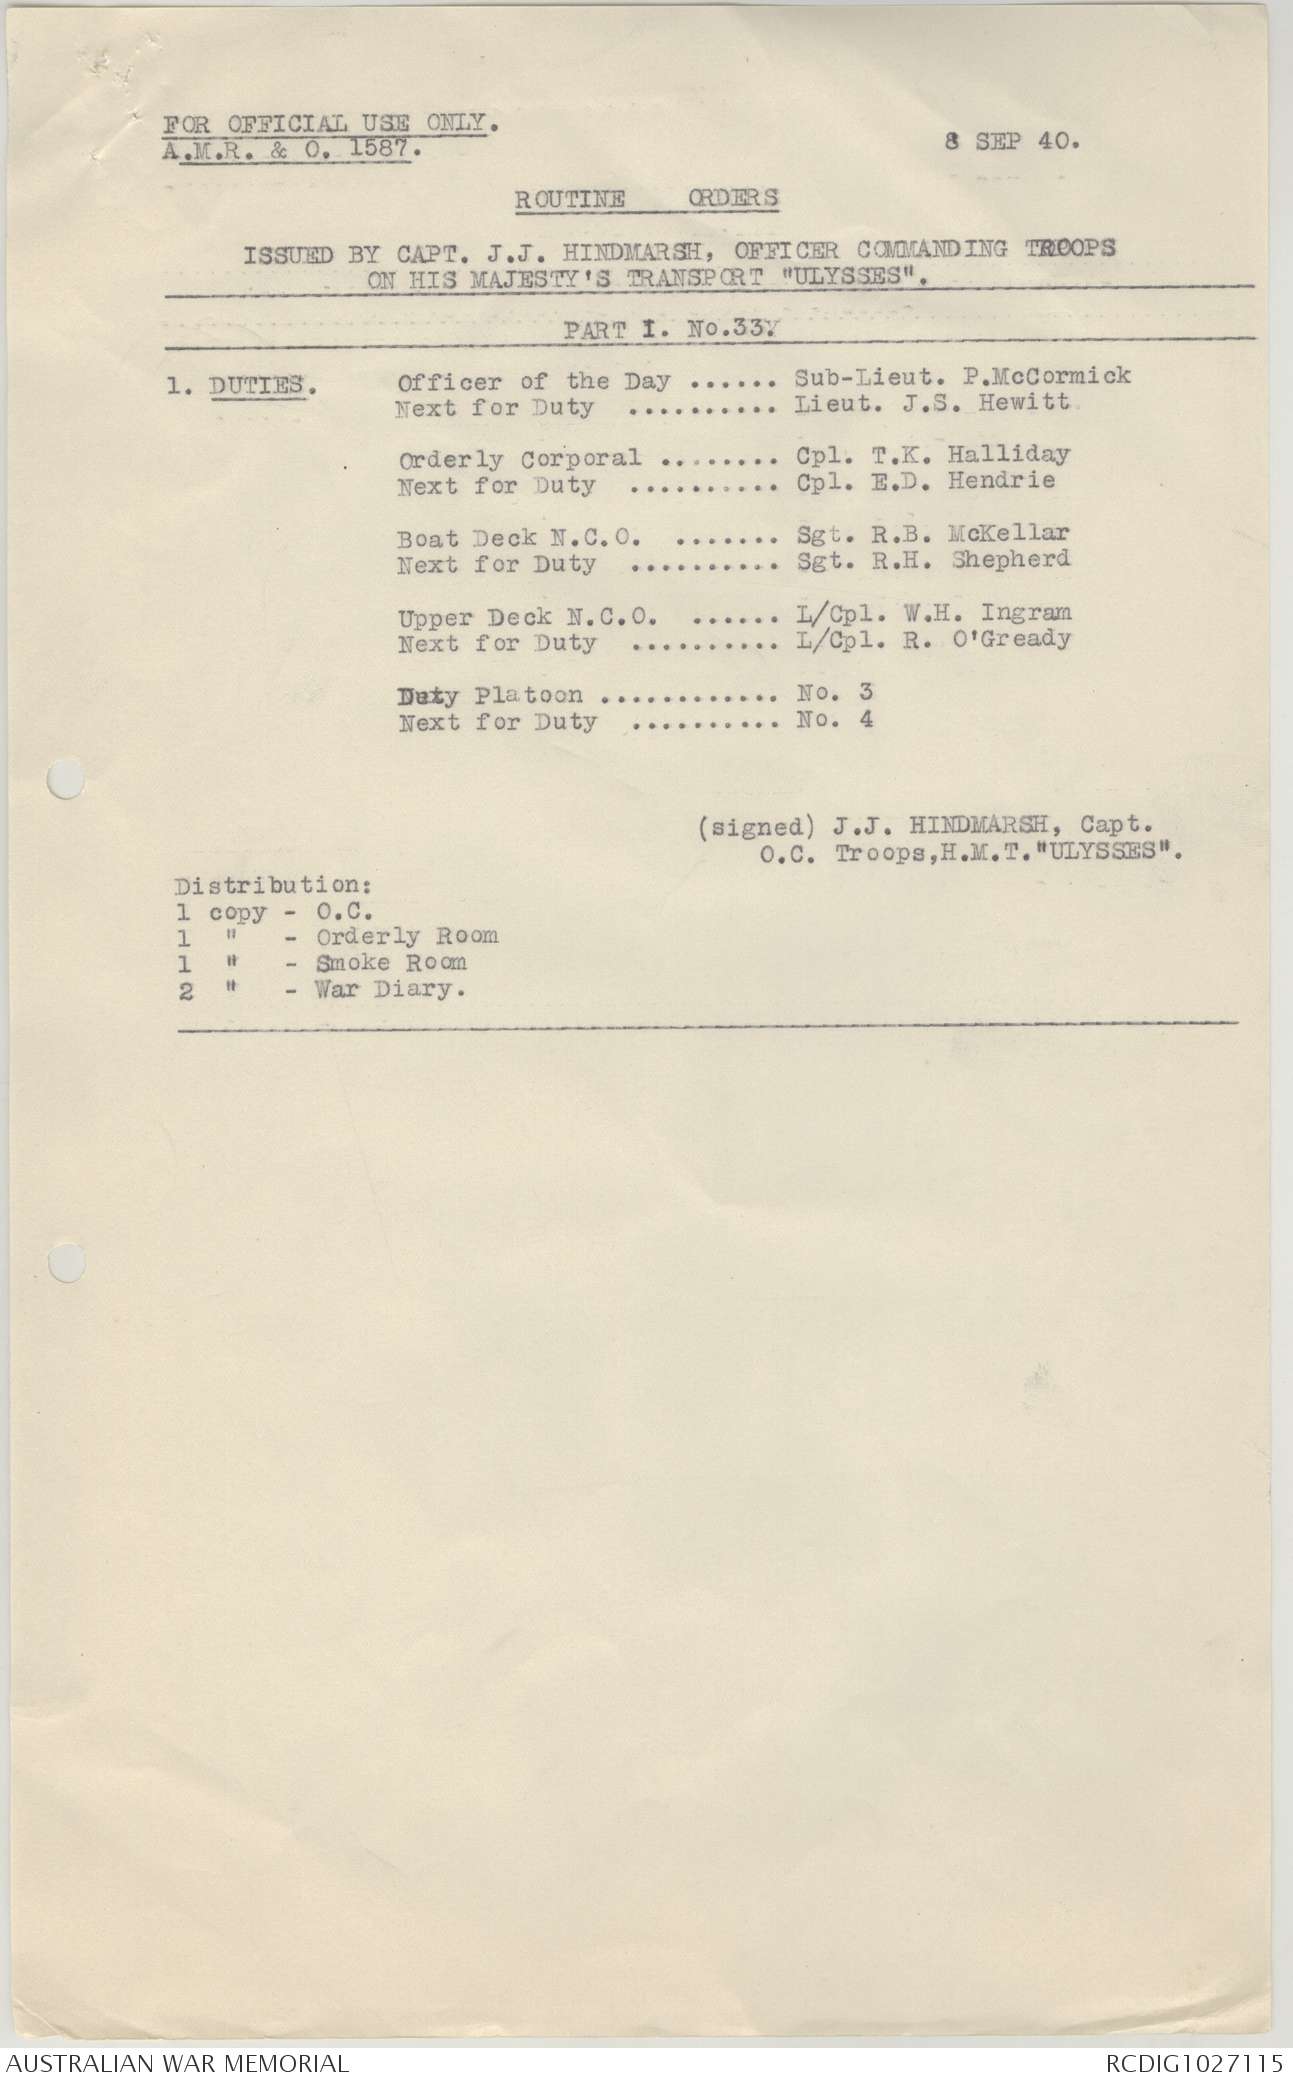 FOR OFFICIAL USE ONLY.
A.M.R. & O. 1587.
8 SEP 40.
ROUTINE ORDERS
ISSUED BY CAPT. J.J. HINDMARSH, OFFICER COMMANDING TROOPS
ON HIS MAJESTY'S TRANSPORT "ULYSSES".
PART I. No.33.
1. DUTIES. Officer of the Day ...... Sub-Lieut. P.McCormick
Next for Duty .......... Lieut. J.S. Hewitt
Orderly Corporal ........ Cpl. T.K. Halliday
Next for Duty .......... Cpl. E.D. Hendrie
Boat Deck N.C.O. ....... Sgt. R.B. McKellar
Next for Duty .......... Sgt. R.H. Shepherd
Upper Deck N.C.O. ...... L/Cpl. W.H. Ingram
Next for Duty .......... L/Cpl. R. O'Gready
Duty Platoon ............ No. 3
Next for Duty .......... No. 4
(signed) J.J. HINDMARSH, Capt.
O.C. Troops,H.M.T."ULYSSES".
Distribution:
1 copy - O.C.
1 " - Orderly Room
1 " - Smoke Room
2 " - War Diary.
AUSTRALIAN WAR MEMORIAL
RCDIG1027115